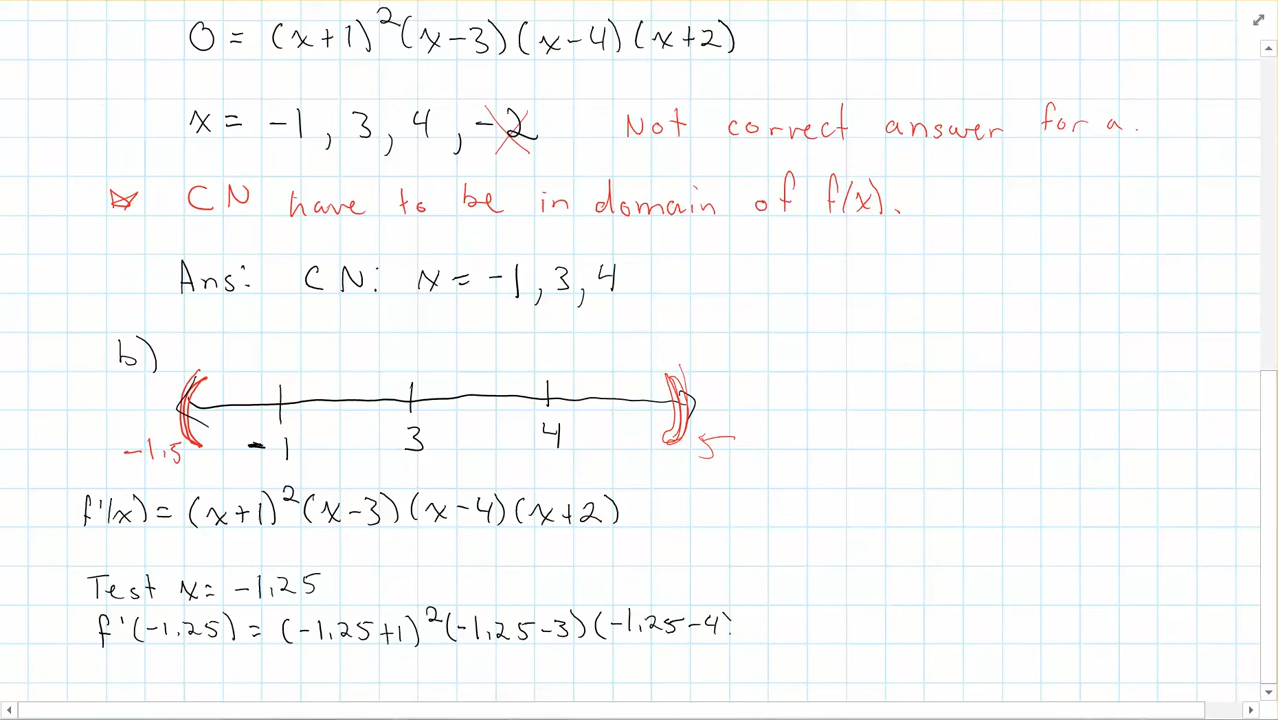 0 = (x+1)²(x-3)(x-4)(x+2)
x = -1, 3, 4, -2 Not correct answer for a.
CN have to be in domain of f(x).
Ans: CN: x = -1, 3, 4
b)
-1.5 -1 3 4 5
f'(x) = (x+1)²(x-3)(x-4)(x+2)
Test x = -1.25
f'(-1.25) = (-1.25+1)²(-1.25-3)(-1.25-4)